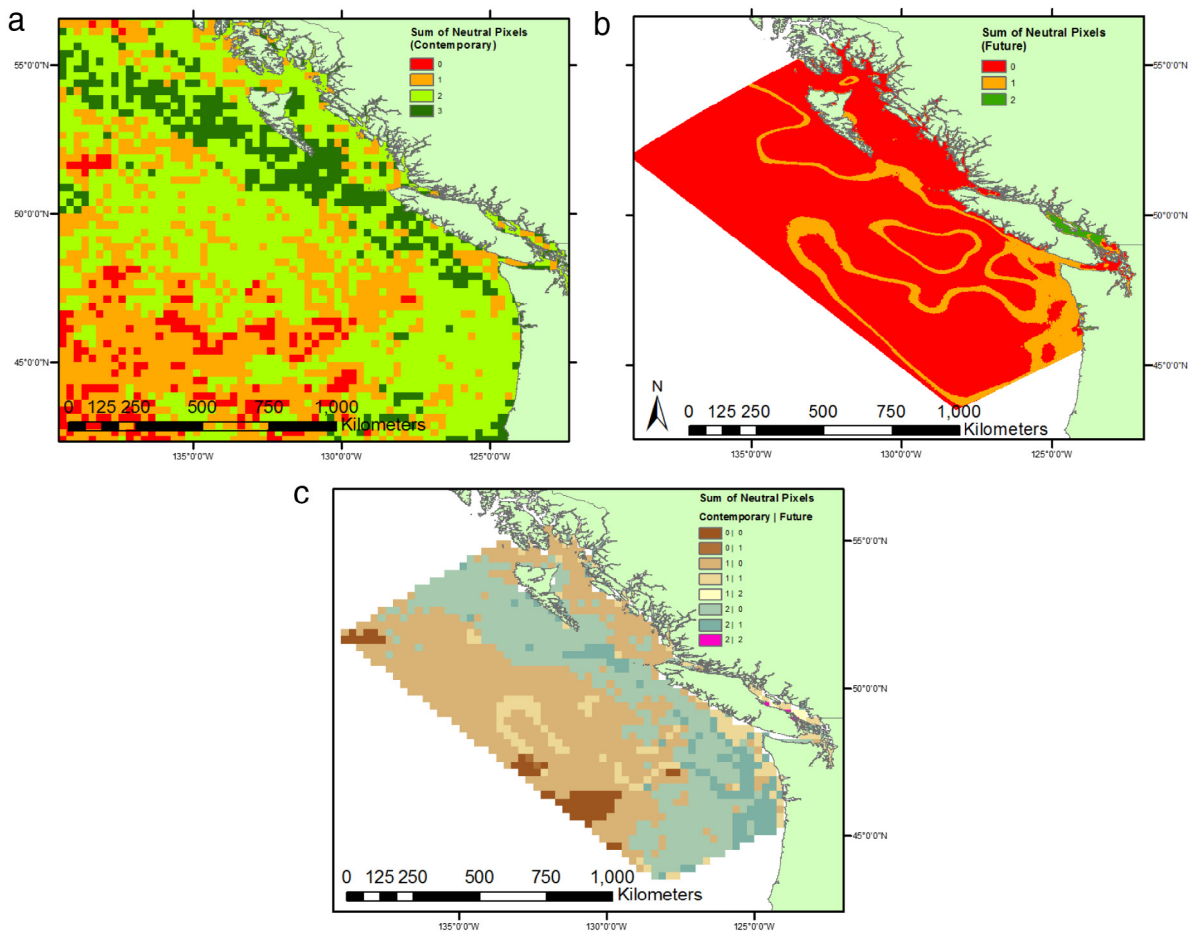 a
Sum of Neutral Pixels
(Contemporary)
0
1
2
3
55°0'0"N
50°0'0"N
45°0'0"N
0 125 250 500 750 1,000
Kilometers
135°0'0"W 130°0'0"W 125°0'0"W
b
Sum of Neutral Pixels
(Future)
0
1
2
55°0'0"N
50°0'0"N
45°0'0"N
N
0 125 250 500 750 1,000
Kilometers
135°0'0"W 130°0'0"W 125°0'0"W
c
Sum of Neutral Pixels
Contemporary | Future
0 | 0
0 | 1
1 | 0
1 | 1
1 | 2
2 | 0
2 | 1
2 | 2
55°0'0"N
50°0'0"N
45°0'0"N
0 125 250 500 750 1,000
Kilometers
135°0'0"W 130°0'0"W 125°0'0"W